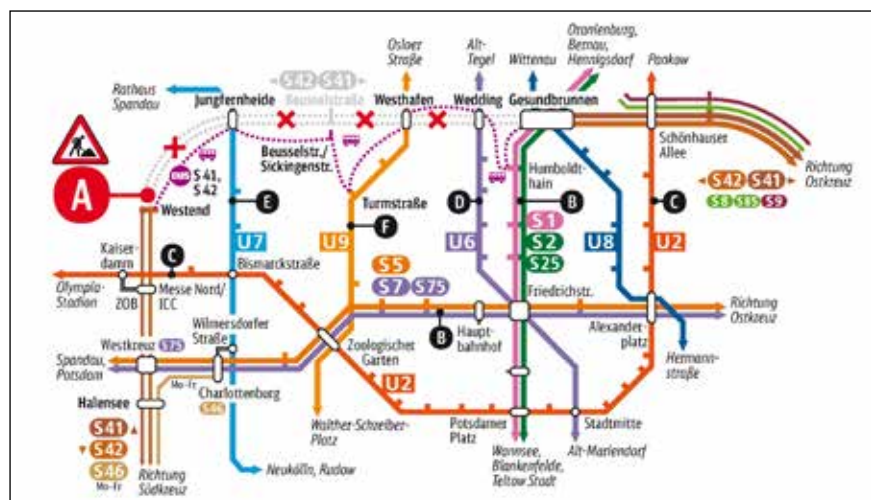 Osloer
Straße
Alt-
Tegel
Wittenau
Oranienburg,
Bernau,
Hennigsdorf
Pankow
Rathaus
Spandau
S42 S41
Beusselstraße
Jungfernheide
Westhafen
Wedding
Gesundbrunnen
Schönhauser
Allee
Richtung
Ostkreuz
S42 S41
S8 S85 S9
A
BUS S 41,
S 42
Westend
Beusselstr./
Sickingenstr.
Humboldt-
hain
E
Turmstraße
D
B
C
F
U7
U9
U6
S1
S2
S25
U8
U2
Kaiser-
damm
C
Bismarckstraße
S5
S7 S75
Friedrichstr.
Olympia-
Stadion
ZOB
Messe Nord/
ICC
Wilmersdorfer
Straße
Zoologischer
Garten
B
Haupt-
bahnhof
Alexander-
platz
Richtung
Ostkreuz
Westkreuz S75
Spandau,
Potsdam
Mo-Fr
Charlottenburg
S46
U2
Hermann-
straße
Halensee
S41
S42
S46
Mo-Fr
Richtung
Südkreuz
Walther-Schreiber-
Platz
Potsdamer
Platz
Stadtmitte
Neukölln, Rudow
Wannsee,
Blankenfelde,
Teltow Stadt
Alt-Mariendorf